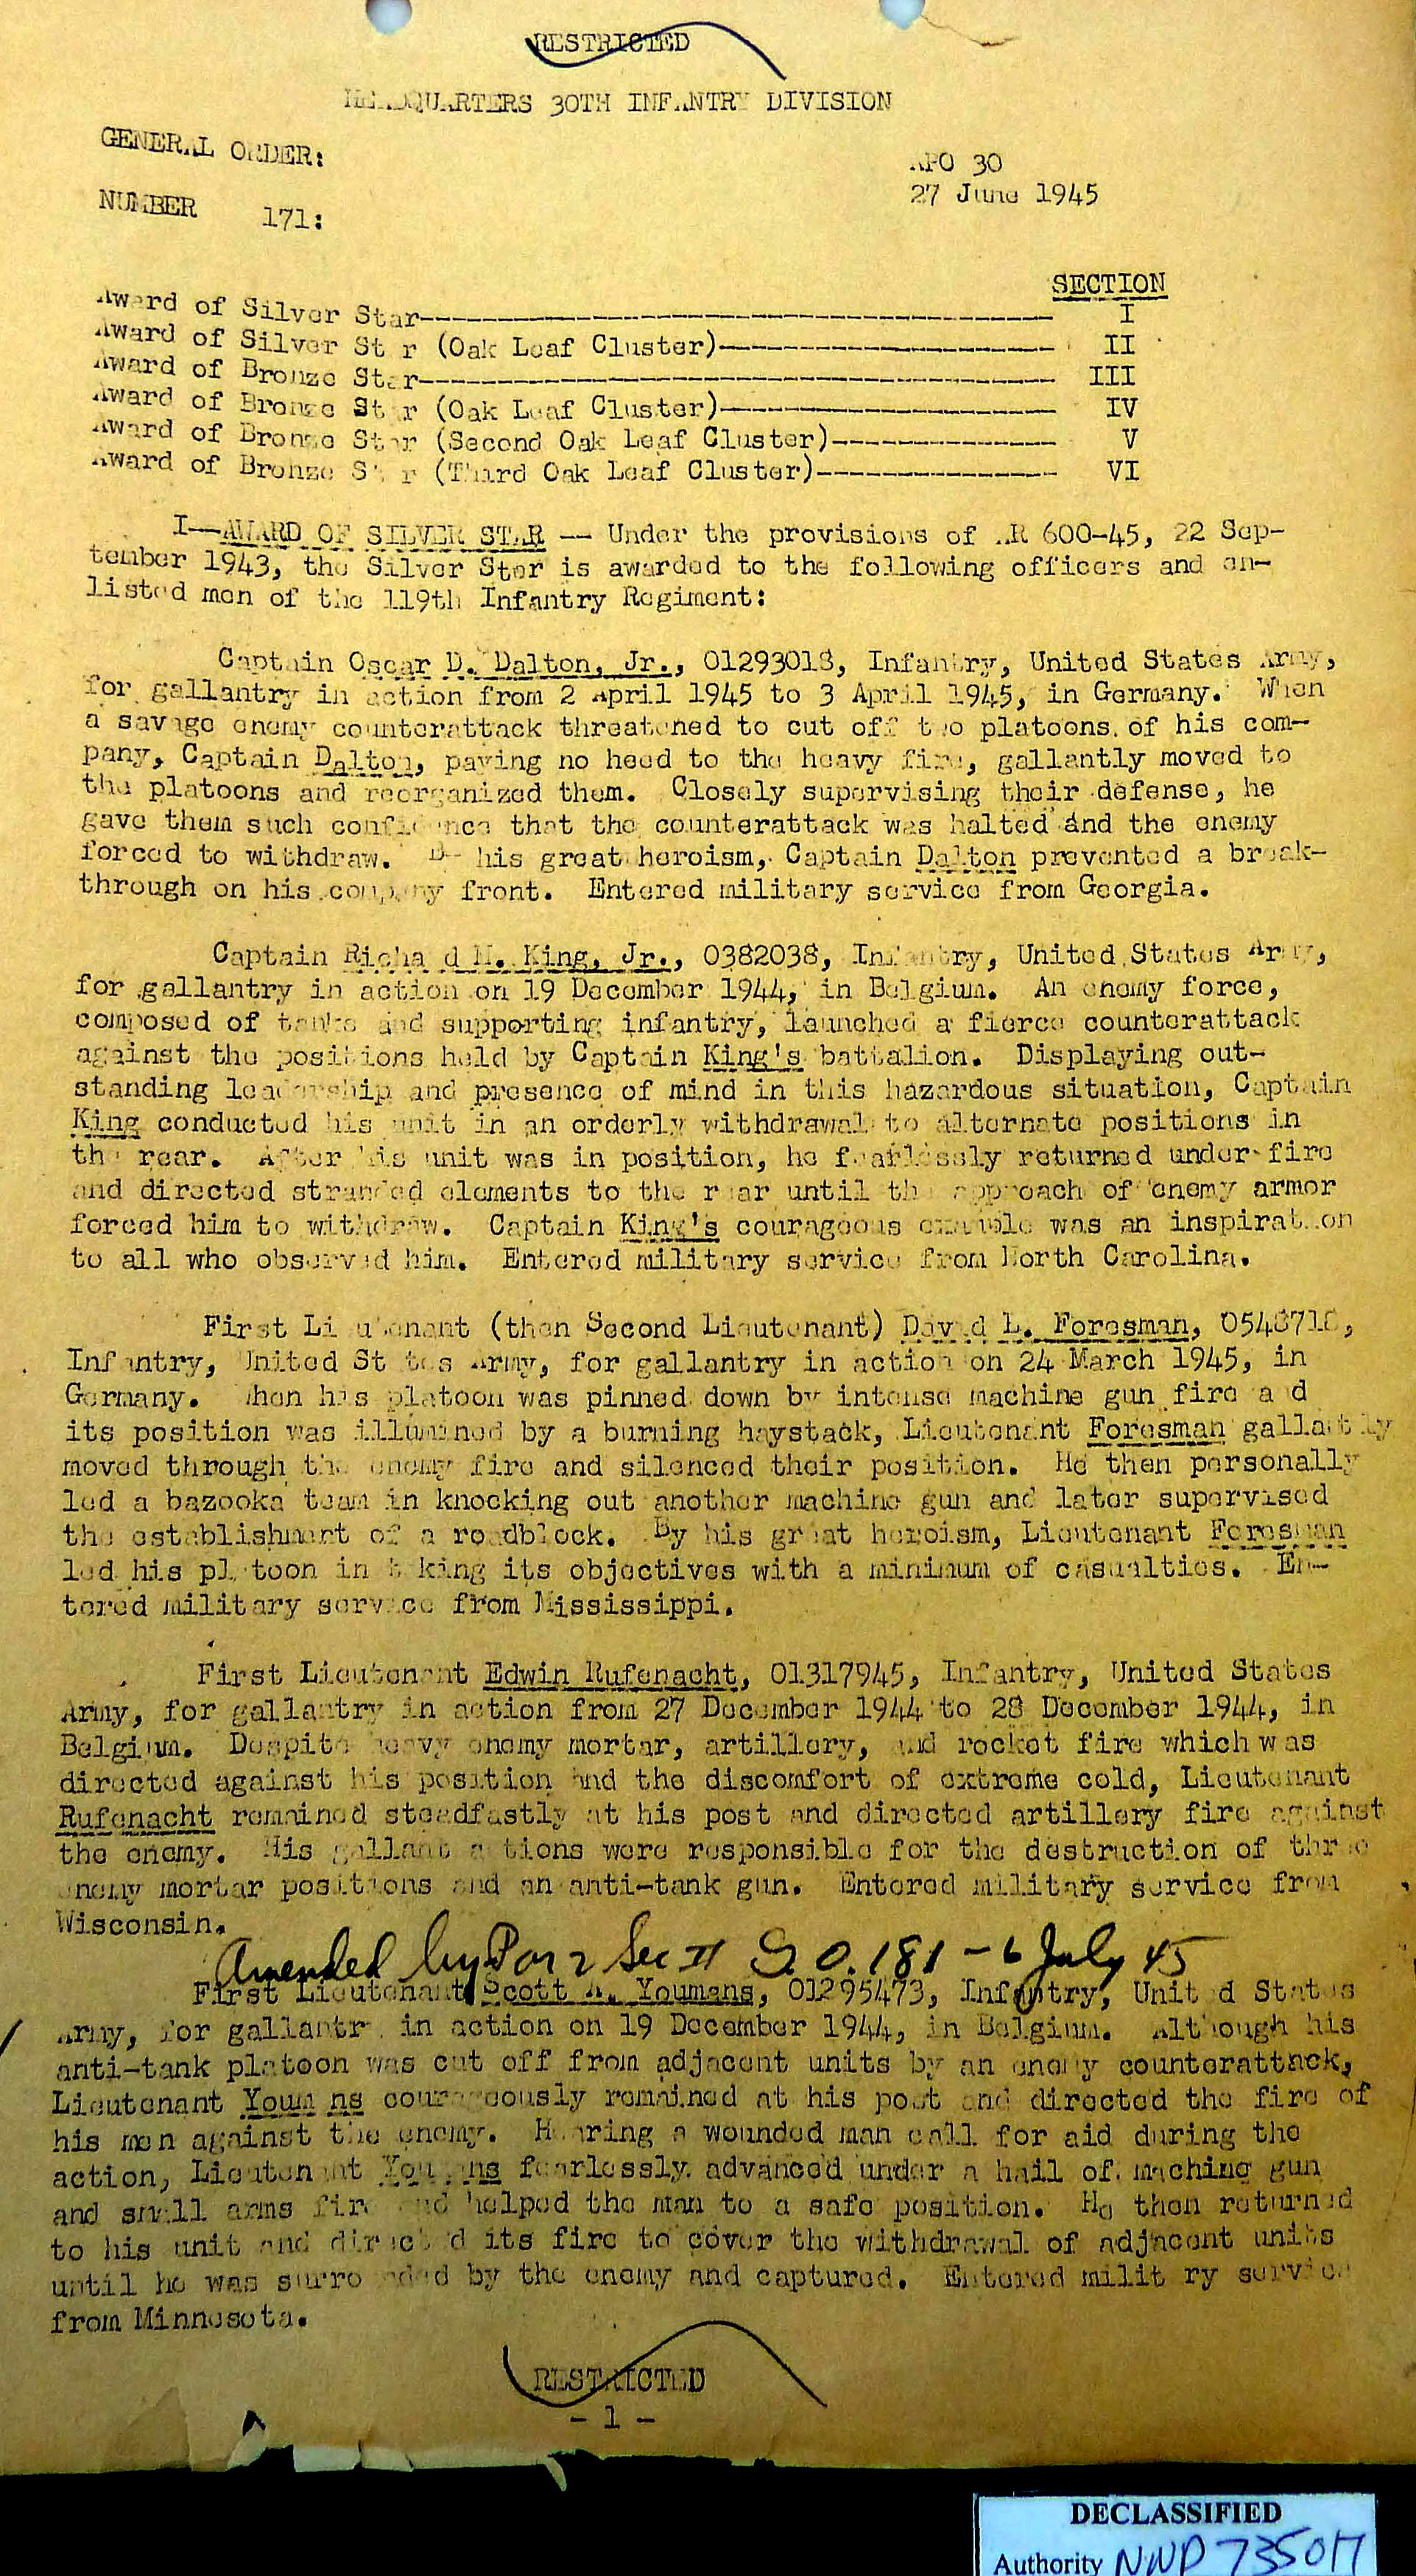 RESTRICTED
HEADQUARTERS 30TH INFANTRY DIVISION
GENERAL ORDER:
APO 30
27 June 1945
NUMBER 171:
SECTION
Award of Silver Star---------- I
Award of Silver Star (Oak Leaf Cluster)---------- II
Award of Bronze Star---------- III
Award of Bronze Star (Oak Leaf Cluster)---------- IV
Award of Bronze Star (Second Oak Leaf Cluster)---------- V
Award of Bronze Star (Third Oak Leaf Cluster)---------- VI
I--AWARD OF SILVER STAR -- Under the provisions of AR 600-45, 22 Sep-
tember 1943, the Silver Star is awarded to the following officers and en-
listed men of the 119th Infantry Regiment:
Captain Oscar D. Dalton, Jr., 01293018, Infantry, United States Army,
for gallantry in action from 2 April 1945 to 3 April 1945, in Germany. When
a savage enemy counterattack threatened to cut off two platoons of his com-
pany, Captain Dalton, paying no heed to the heavy fire, gallantly moved to
the platoons and reorganized them. Closely supervising their defense, he
gave them such confidence that the counterattack was halted and the enemy
forced to withdraw. By his great heroism, Captain Dalton prevented a break-
through on his company front. Entered military service from Georgia.
Captain Richard M. King, Jr., 0382038, Infantry, United States Army,
for gallantry in action on 19 December 1944, in Belgium. An enemy force,
composed of tanks and supporting infantry, launched a fierce counterattack
against the positions held by Captain King's battalion. Displaying out-
standing leadership and presence of mind in this hazardous situation, Captain
King conducted his unit in an orderly withdrawal to alternate positions in
the rear. After his unit was in position, he fearlessly returned under fire
and directed stranded elements to the rear until the approach of enemy armor
forced him to withdraw. Captain King's courageous example was an inspiration
to all who observed him. Entered military service from North Carolina.
First Lieutenant (then Second Lieutenant) David L. Foresman, 0548718,
Infantry, United States Army, for gallantry in action on 24 March 1945, in
Germany. When his platoon was pinned down by intense machine gun fire and
its position was illumined by a burning haystack, Lieutenant Foresman gallantly
moved through the enemy fire and silenced their position. He then personally
led a bazooka team in knocking out another machine gun and later supervised
the establishment of a roadblock. By his great heroism, Lieutenant Foresman
led his platoon in taking its objectives with a minimum of casualties. En-
tered military service from Mississippi.
First Lieutenant Edwin Rufenacht, 01317945, Infantry, United States
Army, for gallantry in action from 27 December 1944 to 28 December 1944, in
Belgium. Despite heavy enemy mortar, artillery, and rocket fire which was
directed against his position and the discomfort of extreme cold, Lieutenant
Rufenacht remained steadfastly at his post and directed artillery fire against
the enemy. His gallant actions were responsible for the destruction of three
enemy mortar positions and an anti-tank gun. Entered military service from
Wisconsin.
Amended by Par 2 Sec II G.O. 181 - 6 July 45
First Lieutenant Scott A. Youmans, 01295473, Infantry, United States
Army, for gallantry in action on 19 December 1944, in Belgium. Although his
anti-tank platoon was cut off from adjacent units by an enemy counterattack,
Lieutenant Youmans courageously remained at his post and directed the fire of
his men against the enemy. Hearing a wounded man call for aid during the
action, Lieutenant Youmans fearlessly advanced under a hail of machine gun
and small arms fire and helped the man to a safe position. He then returned
to his unit and directed its fire to cover the withdrawal of adjacent units
until he was surrounded by the enemy and captured. Entered military service
from Minnesota.
RESTRICTED
- 1 -
DECLASSIFIED
Authority NND 735017